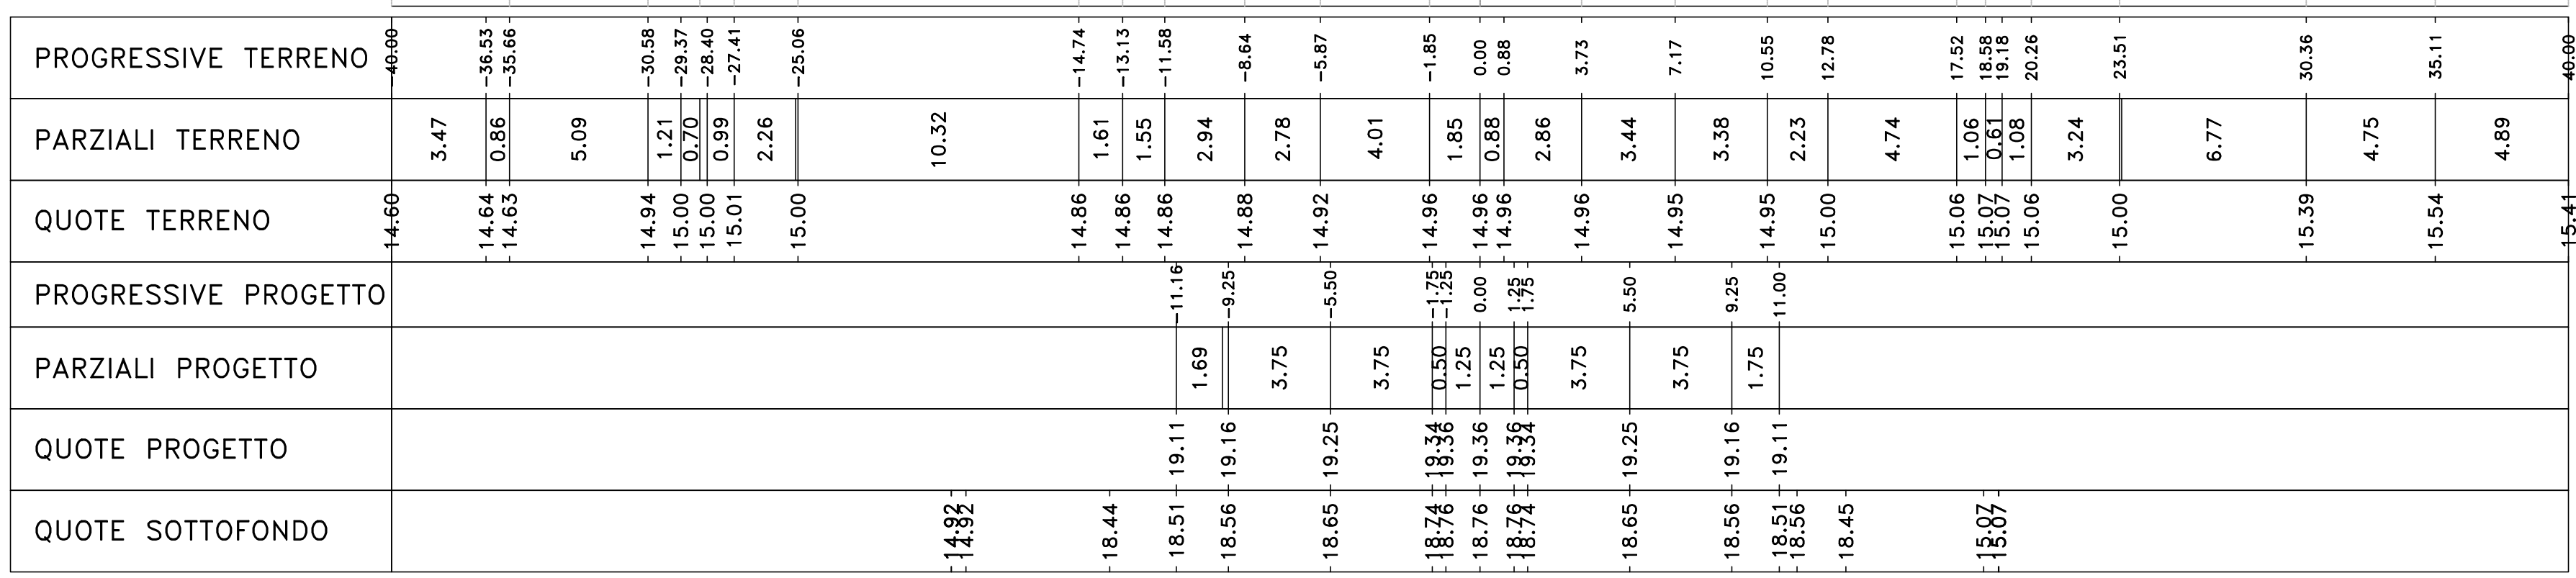 PROGRESSIVE TERRENO -40.00 -36.53 -35.66 -30.58 -29.37 -28.40 -27.41 -25.06 -14.74 -13.13 -11.58 -8.64 -5.87 -1.85 0.00 0.88 3.73 7.17 10.55 12.78 17.52 18.58 19.18 20.26 23.51 30.36 35.11 40.00
PARZIALI TERRENO 3.47 0.86 5.09 1.21 0.70 0.99 2.26 10.32 1.61 1.55 2.94 2.78 4.01 1.85 0.88 2.86 3.44 3.38 2.23 4.74 1.06 0.61 1.08 3.24 6.77 4.75 4.89
QUOTE TERRENO 14.60 14.64 14.63 14.94 15.00 15.00 15.01 15.00 14.86 14.86 14.86 14.88 14.92 14.96 14.96 14.96 14.96 14.95 14.95 15.00 15.06 15.07 15.07 15.06 15.00 15.39 15.54 15.41
PROGRESSIVE PROGETTO -11.16 -9.25 -5.50 -1.75 -1.25 0.00 1.25 1.75 5.50 9.25 11.00
PARZIALI PROGETTO 1.69 3.75 3.75 0.50 1.25 1.25 0.50 3.75 3.75 1.75
QUOTE PROGETTO 19.11 19.16 19.25 19.34 19.36 19.36 19.36 19.34 19.25 19.16 19.11
QUOTE SOTTOFONDO 14.92 14.92 18.44 18.51 18.56 18.65 18.74 18.76 18.76 18.76 18.74 18.65 18.56 18.51 18.56 18.45 15.07 15.07